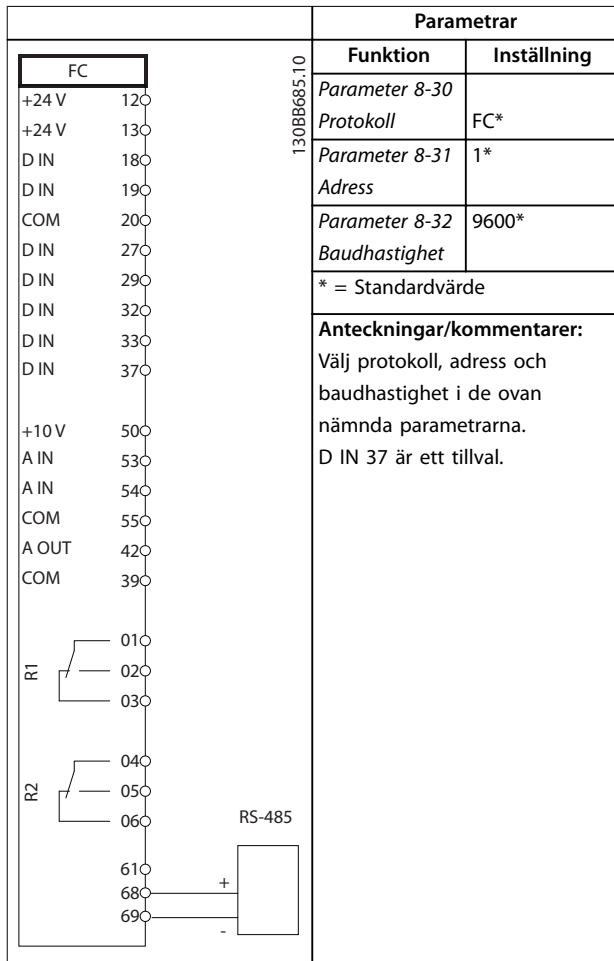 FC
+24 V 12
+24 V 13
D IN 18
D IN 19
COM 20
D IN 27
D IN 29
D IN 32
D IN 33
D IN 37
+10 V 50
A IN 53
A IN 54
COM 55
A OUT 42
COM 39
R1
01
02
03
R2
04
05
06
RS-485
61
68 +
69 -
130BB685.10
Parametrar
Funktion Inställning
Parameter 8-30
Protokoll FC*
Parameter 8-31 1*
Adress
Parameter 8-32 9600*
Baudhastighet
* = Standardvärde
Anteckningar/kommentarer:
Välj protokoll, adress och
baudhastighet i de ovan
nämnda parametrarna.
D IN 37 är ett tillval.